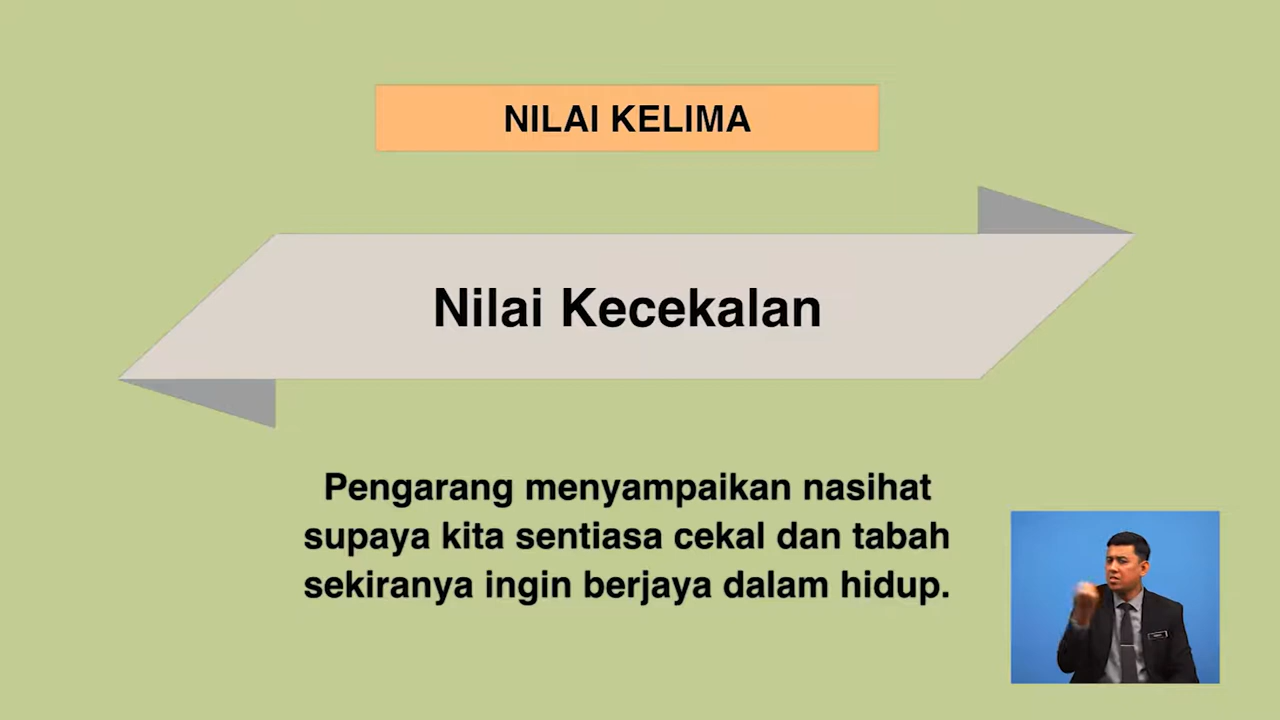 NILAI KELIMA
Nilai Kecekalan
Pengarang menyampaikan nasihat
supaya kita sentiasa cekal dan tabah
sekiranya ingin berjaya dalam hidup.